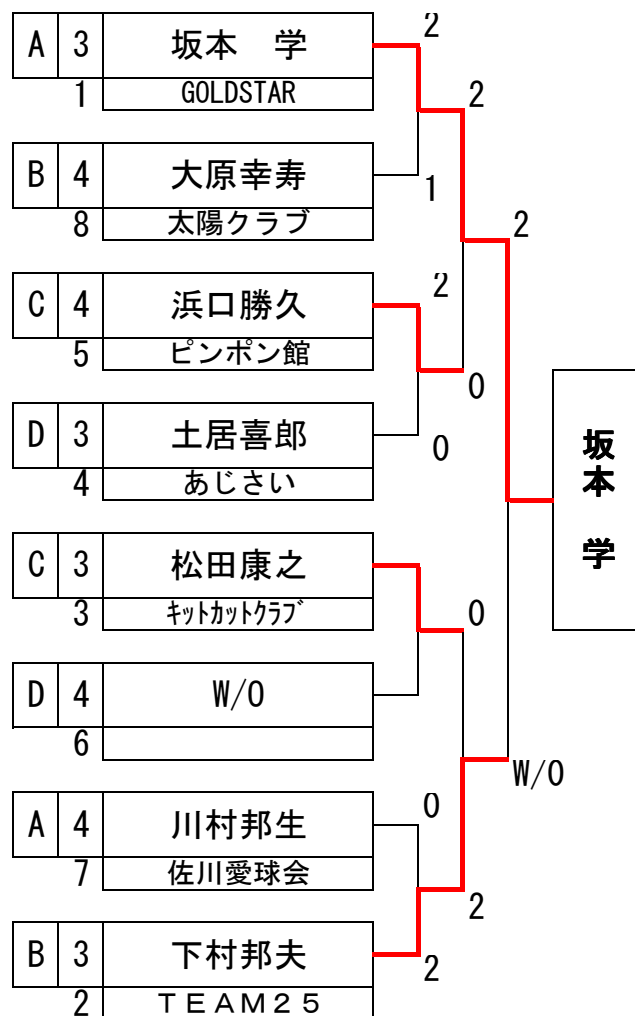 A 3 坂本 学 2
1 GOLDSTAR 2
B 4 大原幸寿 1
8 太陽クラブ 2
C 4 浜口勝久 2
5 ピンポン館 0
D 3 土居喜郎 0
4 あじさい
坂本 学
C 3 松田康之
3 ｷｯﾄｶｯﾄｸﾗﾌﾞ 0
D 4 W/O
6
W/O
A 4 川村邦生 0
7 佐川愛球会 2
B 3 下村邦夫 2
2 ＴＥＡＭ２５